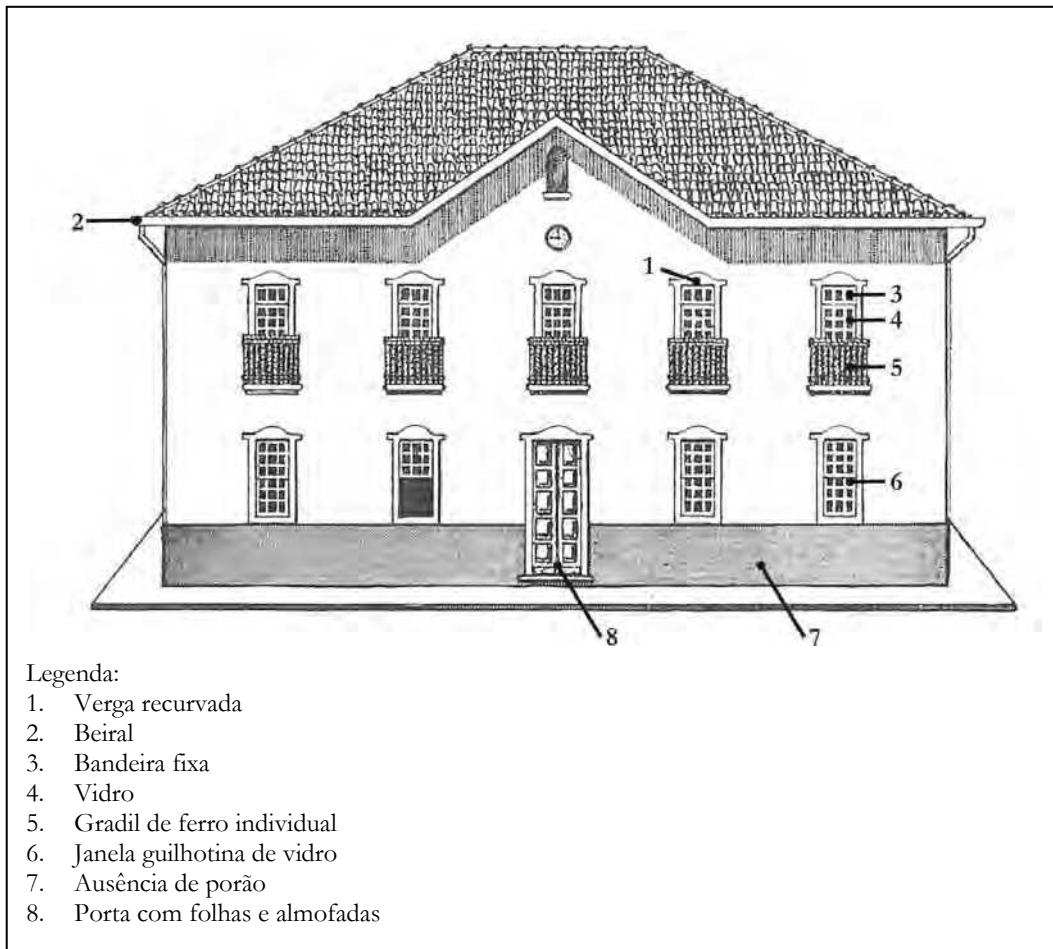 2
1
3
4
5
6
8
7
Legenda:
1. Verga recurvada
2. Beiral
3. Bandeira fixa
4. Vidro
5. Gradil de ferro individual
6. Janela guilhotina de vidro
7. Ausência de porão
8. Porta com folhas e almofadas